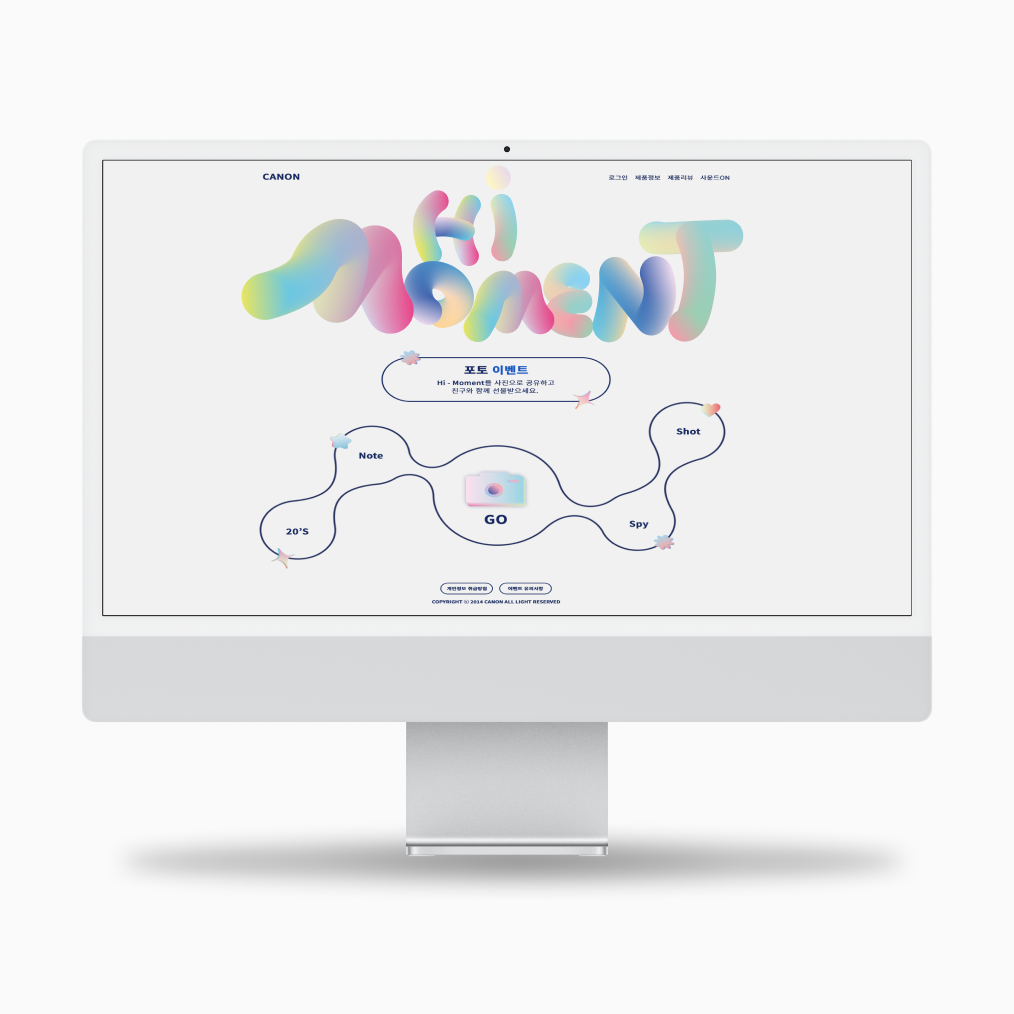 CANON
로그인 제품정보 제품리뷰 사운드ON
Hi
MOMENT
포토 이벤트
Hi - Moment를 사진으로 공유하고
친구와 함께 선물받으세요.
Shot
Note
GO
Spy
20'S
개인정보 취급방침 이벤트 유의사항
COPYRIGHT ⓒ 2014 CANON ALL LIGHT RESERVED